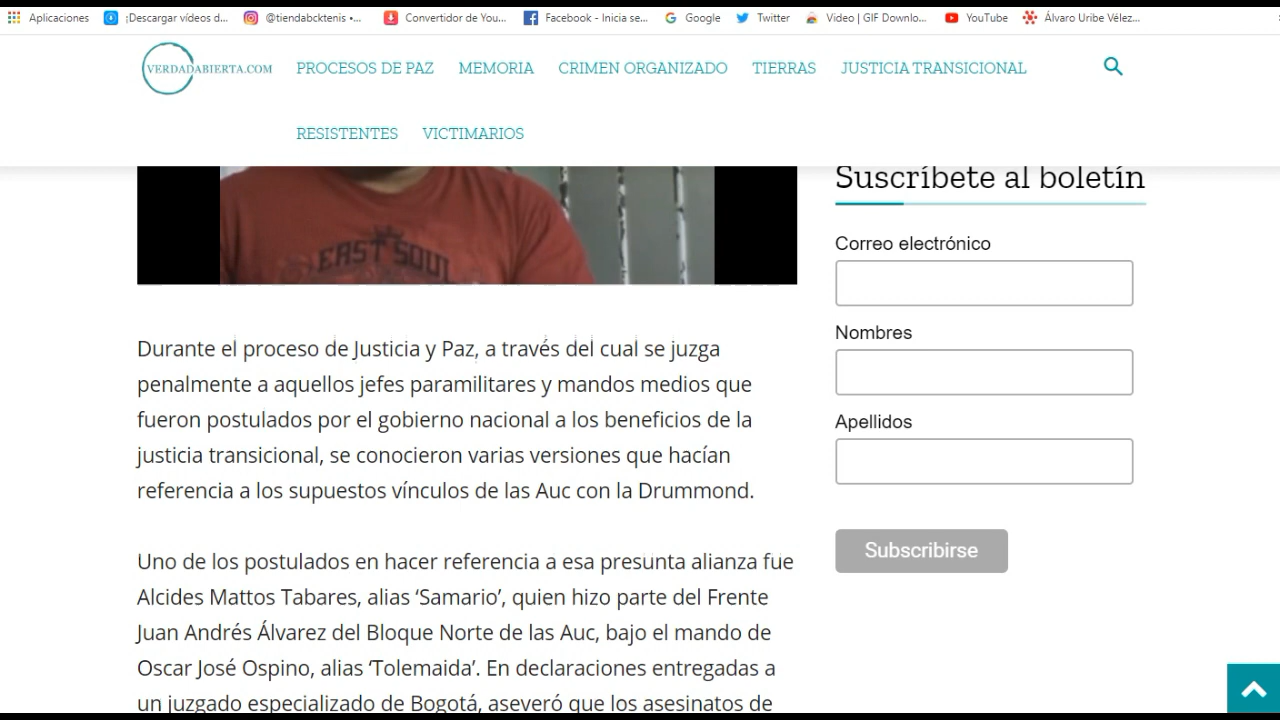 Aplicaciones
¡Descargar vídeos d...
@tiendabcktenis •...
Convertidor de You...
Facebook - Inicia se...
Google
Twitter
Video | GIF Downlo...
YouTube
Álvaro Uribe Vélez...
VERDADABIERTA.COM
PROCESOS DE PAZ
MEMORIA
CRIMEN ORGANIZADO
TIERRAS
JUSTICIA TRANSICIONAL
RESISTENTES
VICTIMARIOS
EAST SOUL
Durante el proceso de Justicia y Paz, a través del cual se juzga
penalmente a aquellos jefes paramilitares y mandos medios que
fueron postulados por el gobierno nacional a los beneficios de la
justicia transicional, se conocieron varias versiones que hacían
referencia a los supuestos vínculos de las Auc con la Drummond.
Uno de los postulados en hacer referencia a esa presunta alianza fue
Alcides Mattos Tabares, alias ‘Samario’, quien hizo parte del Frente
Juan Andrés Álvarez del Bloque Norte de las Auc, bajo el mando de
Oscar José Ospino, alias ‘Tolemaida’. En declaraciones entregadas a
un juzgado especializado de Bogotá, aseveró que los asesinatos de
Suscríbete al boletín
Correo electrónico
Nombres
Apellidos
Subscribirse